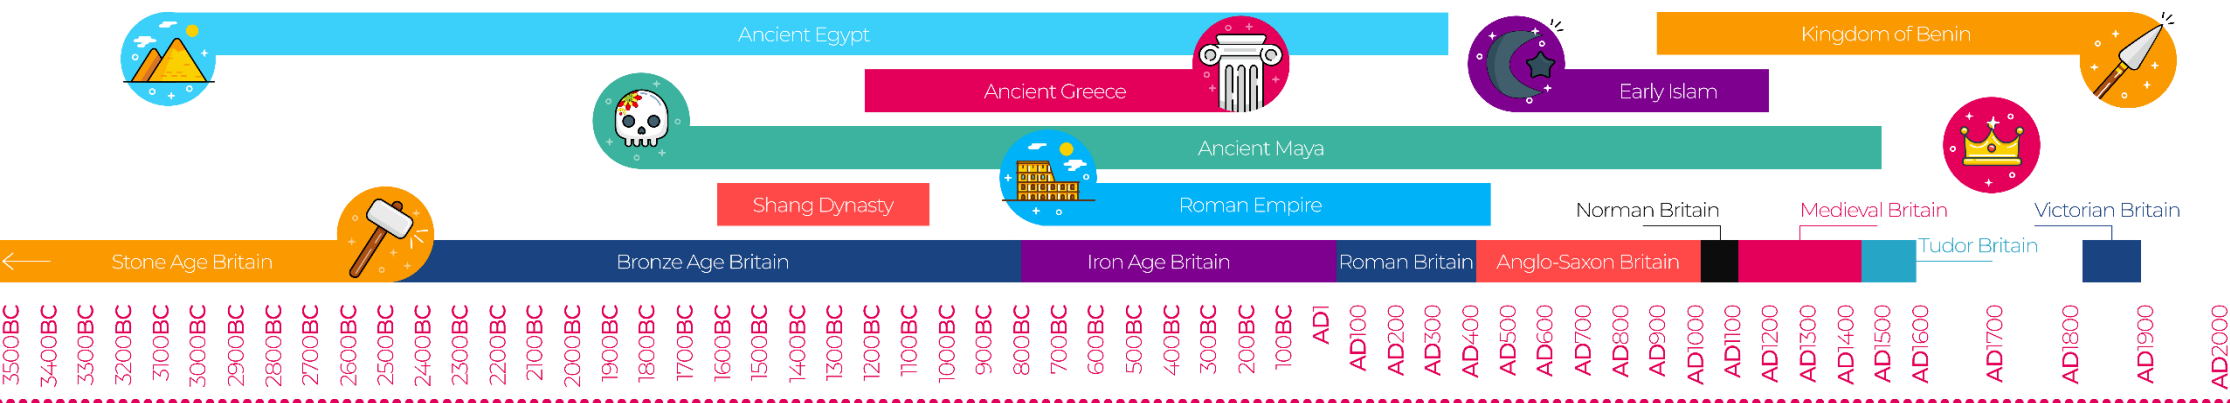 Ancient Egypt
Kingdom of Benin
Ancient Greece
Early Islam
Ancient Maya
Shang Dynasty
Roman Empire
Norman Britain
Medieval Britain
Victorian Britain
Tudor Britain
Stone Age Britain
Bronze Age Britain
Iron Age Britain
Roman Britain
Anglo-Saxon Britain
3500BC
3400BC
3300BC
3200BC
3100BC
3000BC
2900BC
2800BC
2700BC
2600BC
2500BC
2400BC
2300BC
2200BC
2100BC
2000BC
1900BC
1800BC
1700BC
1600BC
1500BC
1400BC
1300BC
1200BC
1100BC
1000BC
900BC
800BC
700BC
600BC
500BC
400BC
300BC
200BC
100BC
AD1
AD100
AD200
AD300
AD400
AD500
AD600
AD700
AD800
AD900
AD1000
AD1100
AD1200
AD1300
AD1400
AD1500
AD1600
AD1700
AD1800
AD1900
AD2000